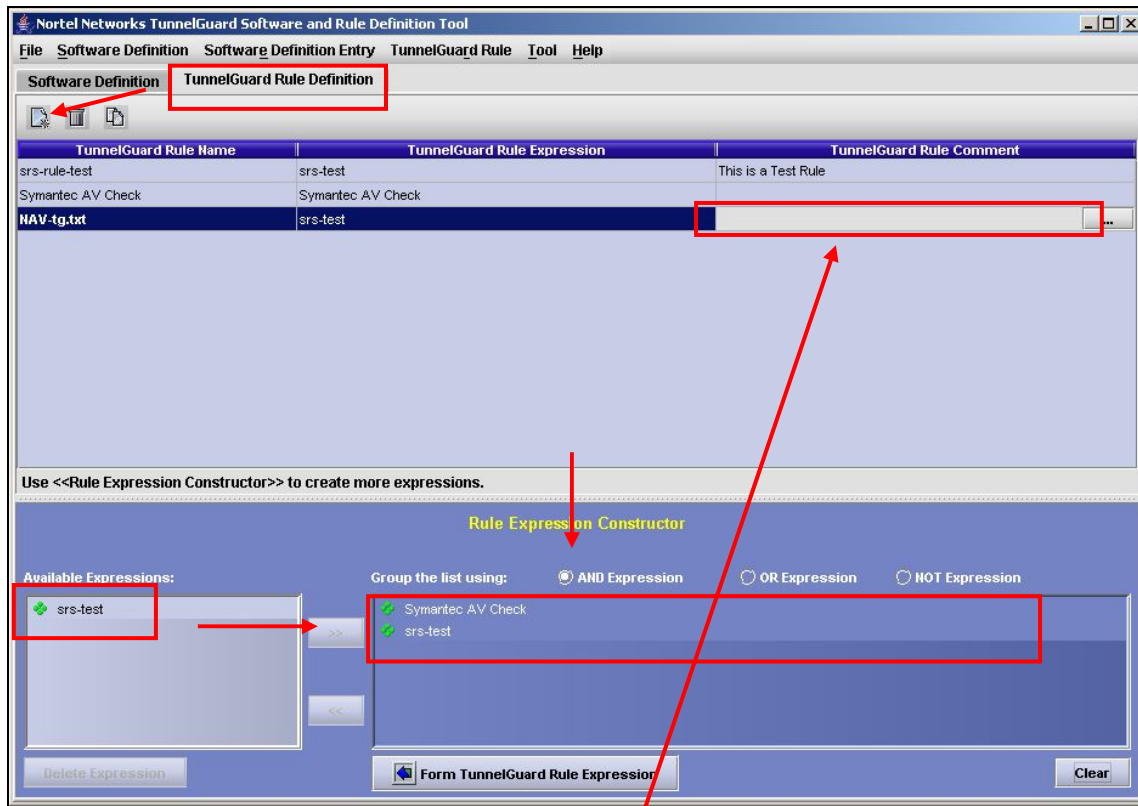 Nortel Networks TunnelGuard Software and Rule Definition Tool
File Software Definition Software Definition Entry TunnelGuard Rule Tool Help
Software Definition TunnelGuard Rule Definition
TunnelGuard Rule Name TunnelGuard Rule Expression TunnelGuard Rule Comment
srs-rule-test srs-test This is a Test Rule
Symantec AV Check Symantec AV Check
NAV-tg.txt srs-test ...
Use <<Rule Expression Constructor>> to create more expressions.
Rule Expression Constructor
Available Expressions: Group the list using: AND Expression OR Expression NOT Expression
srs-test Symantec AV Check
>> srs-test
<<
Delete Expression Form TunnelGuard Rule Expression Clear